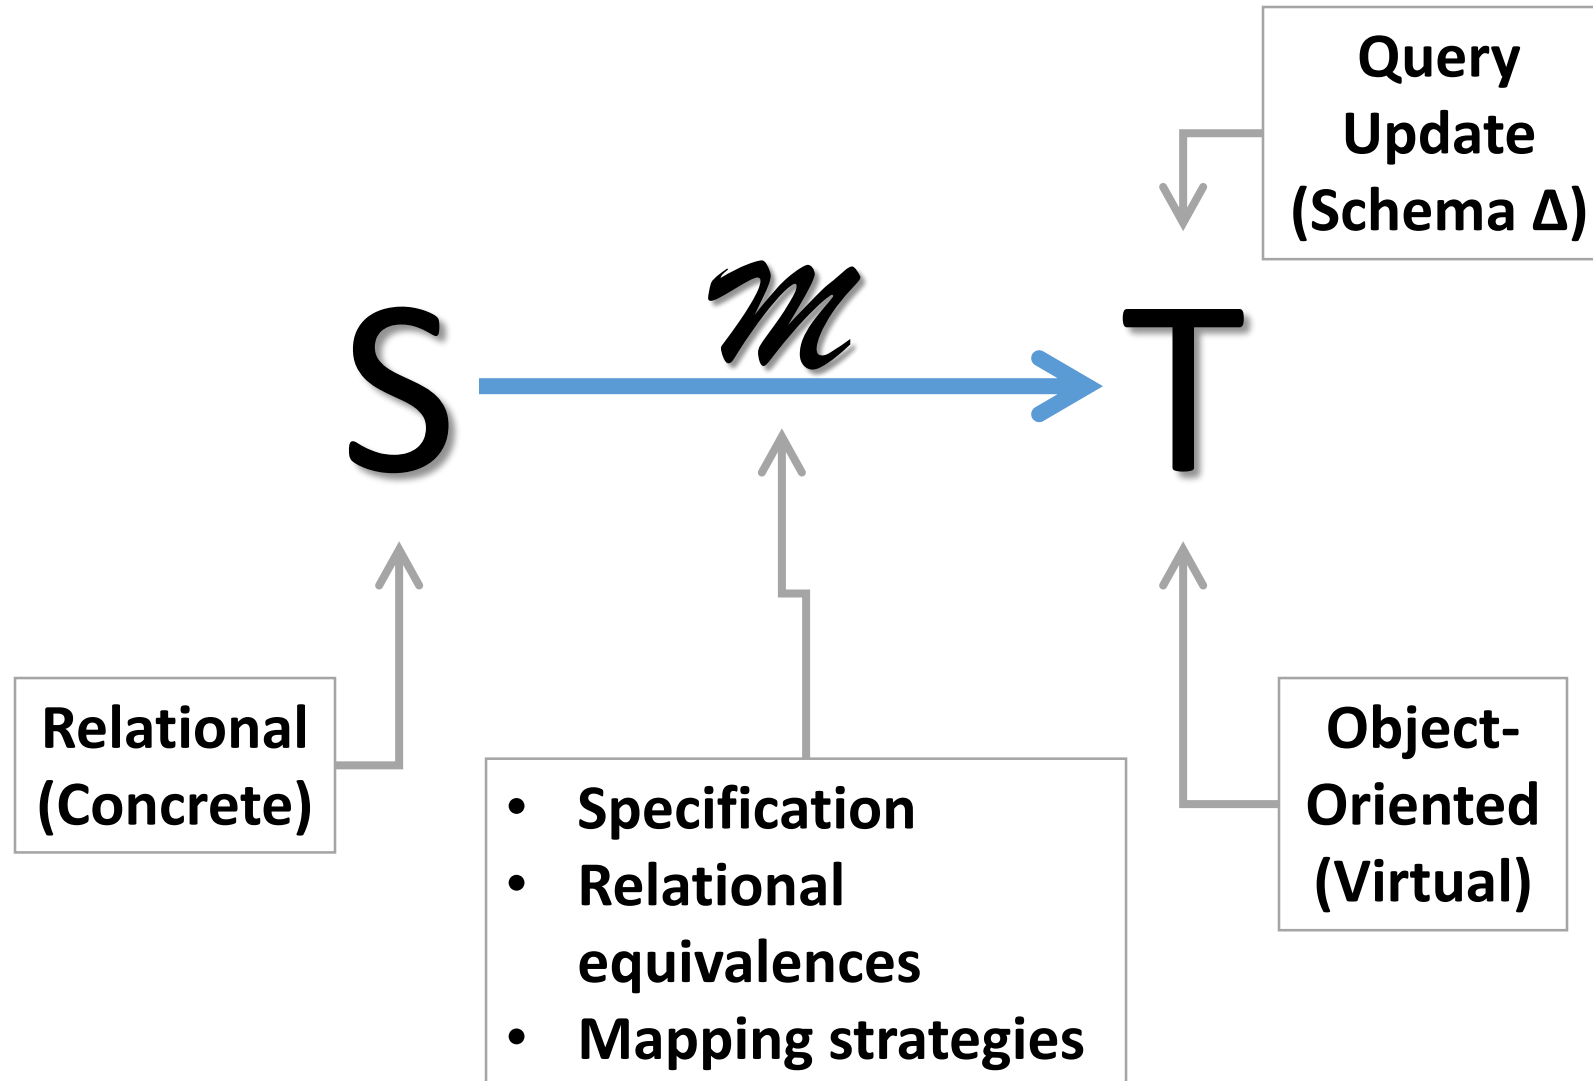 Query
Update
(Schema Δ)
ℳ
S
T
Relational
(Concrete)
• Specification
• Relational
equivalences
• Mapping strategies
Object-
Oriented
(Virtual)